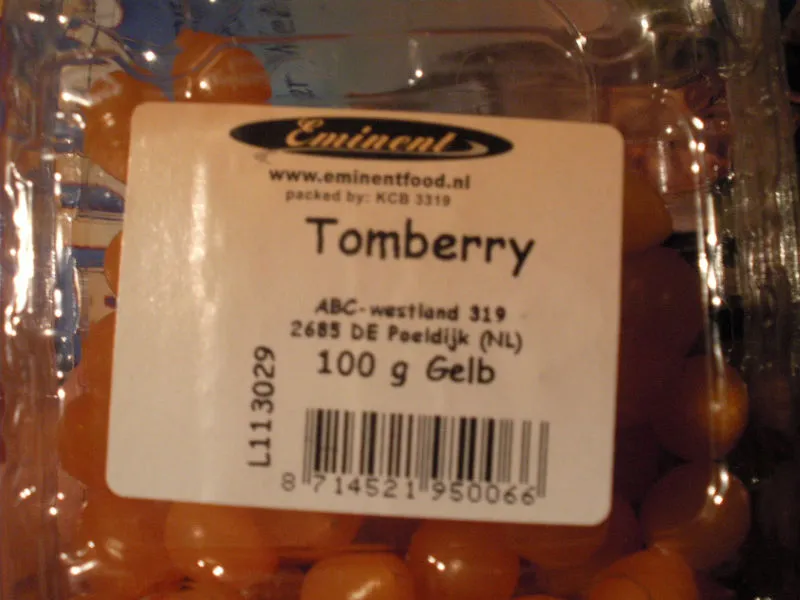 Eminent
www.eminentfood.nl
packed by: KCB 3319
Tomberry
ABC-westland 319
2685 DE Poeldijk (NL)
100 g Gelb
L113029
8 714521 950066